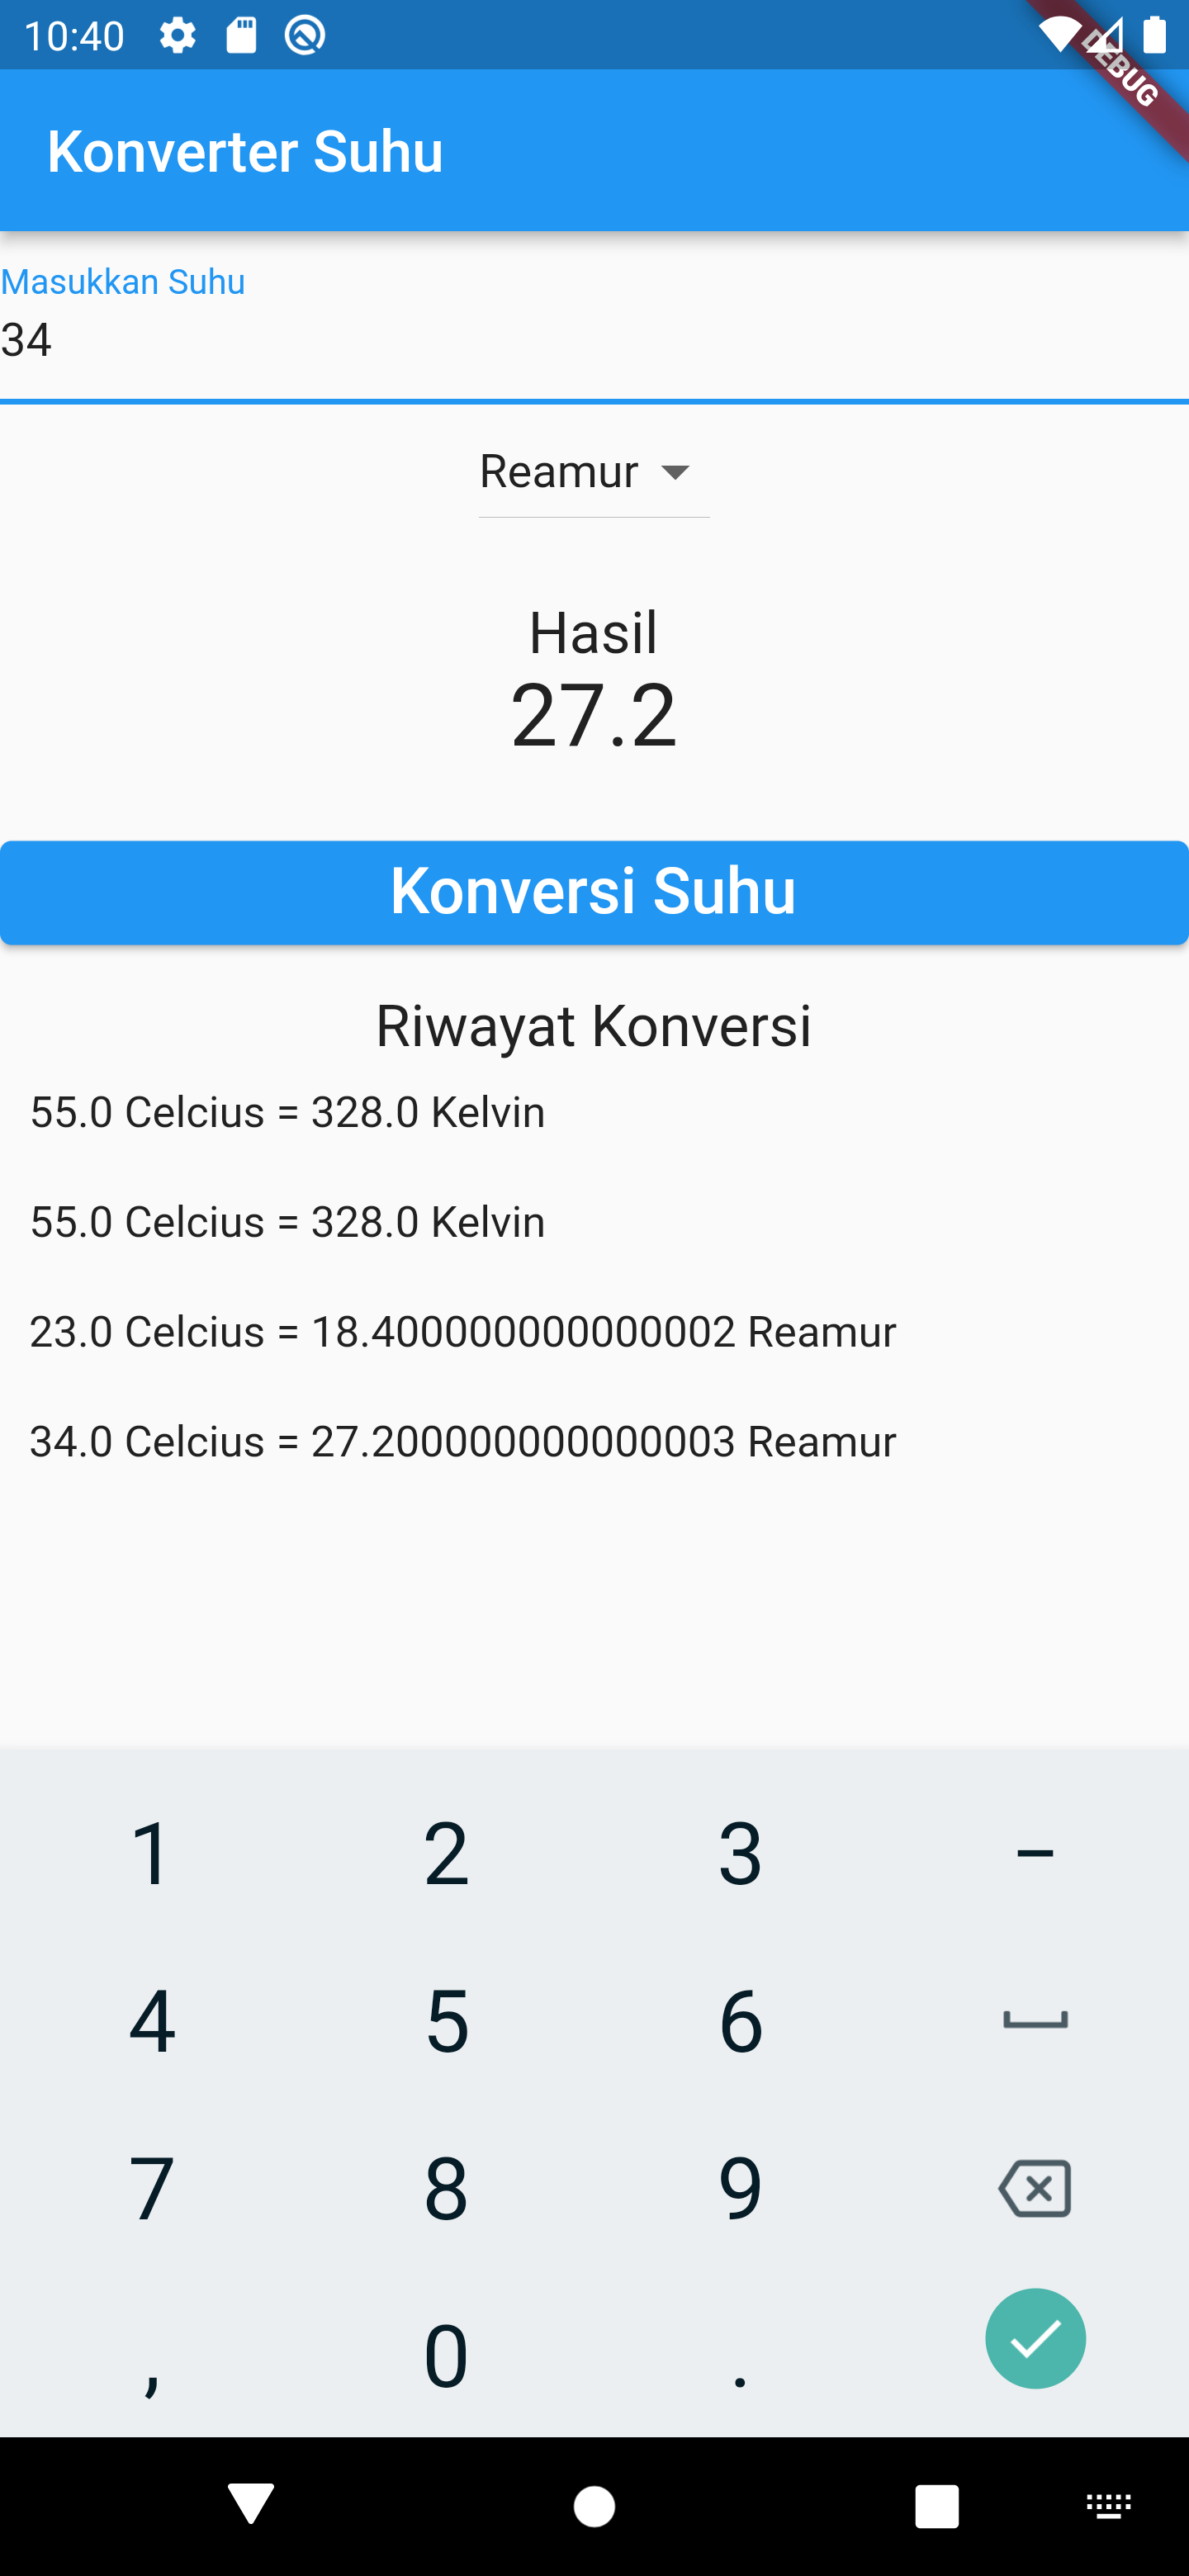 10:40
DEBUG
Konverter Suhu
Masukkan Suhu
34
Reamur
Hasil
27.2
Konversi Suhu
Riwayat Konversi
55.0 Celcius = 328.0 Kelvin
55.0 Celcius = 328.0 Kelvin
23.0 Celcius = 18.400000000000002 Reamur
34.0 Celcius = 27.200000000000003 Reamur
1 2 3 –
4 5 6
7 8 9
, 0 .